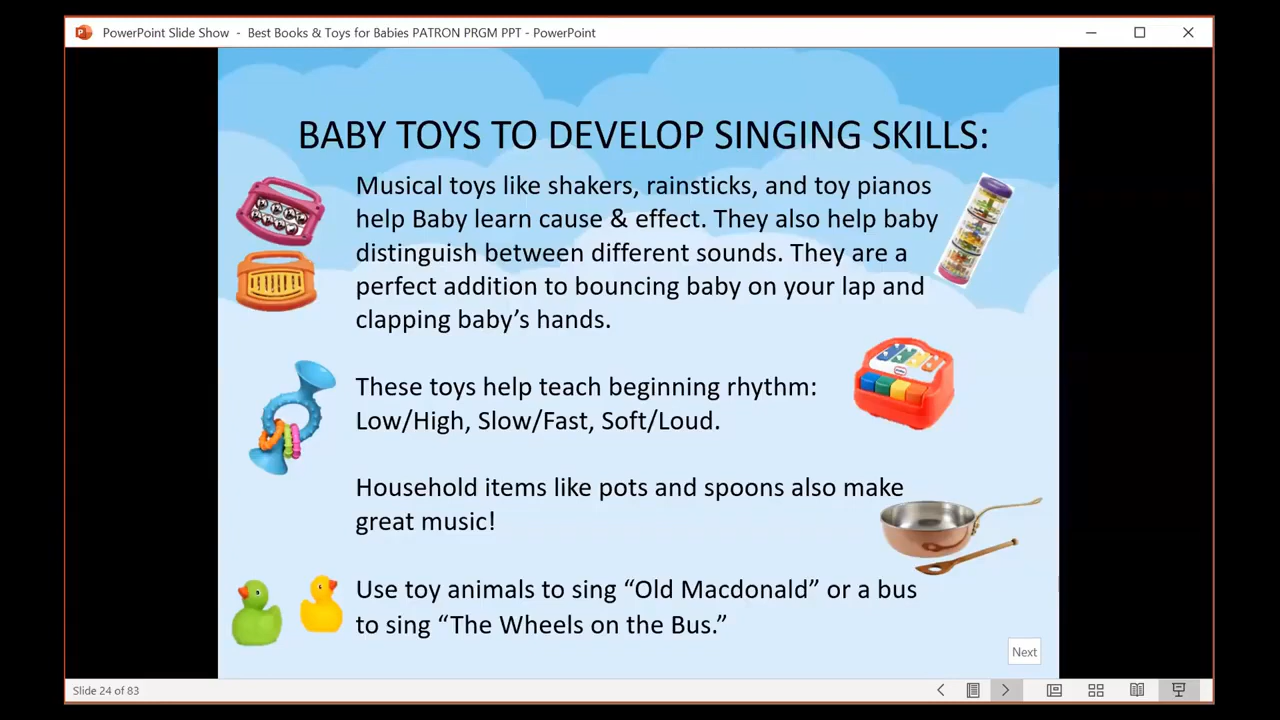 PowerPoint Slide Show - Best Books & Toys for Babies PATRON PRGM PPT - PowerPoint
BABY TOYS TO DEVELOP SINGING SKILLS:
Musical toys like shakers, rainsticks, and toy pianos
help Baby learn cause & effect. They also help baby
distinguish between different sounds. They are a
perfect addition to bouncing baby on your lap and
clapping baby’s hands.
These toys help teach beginning rhythm:
Low/High, Slow/Fast, Soft/Loud.
Household items like pots and spoons also make
great music!
Use toy animals to sing “Old Macdonald” or a bus
to sing “The Wheels on the Bus.”
Next
Slide 24 of 83